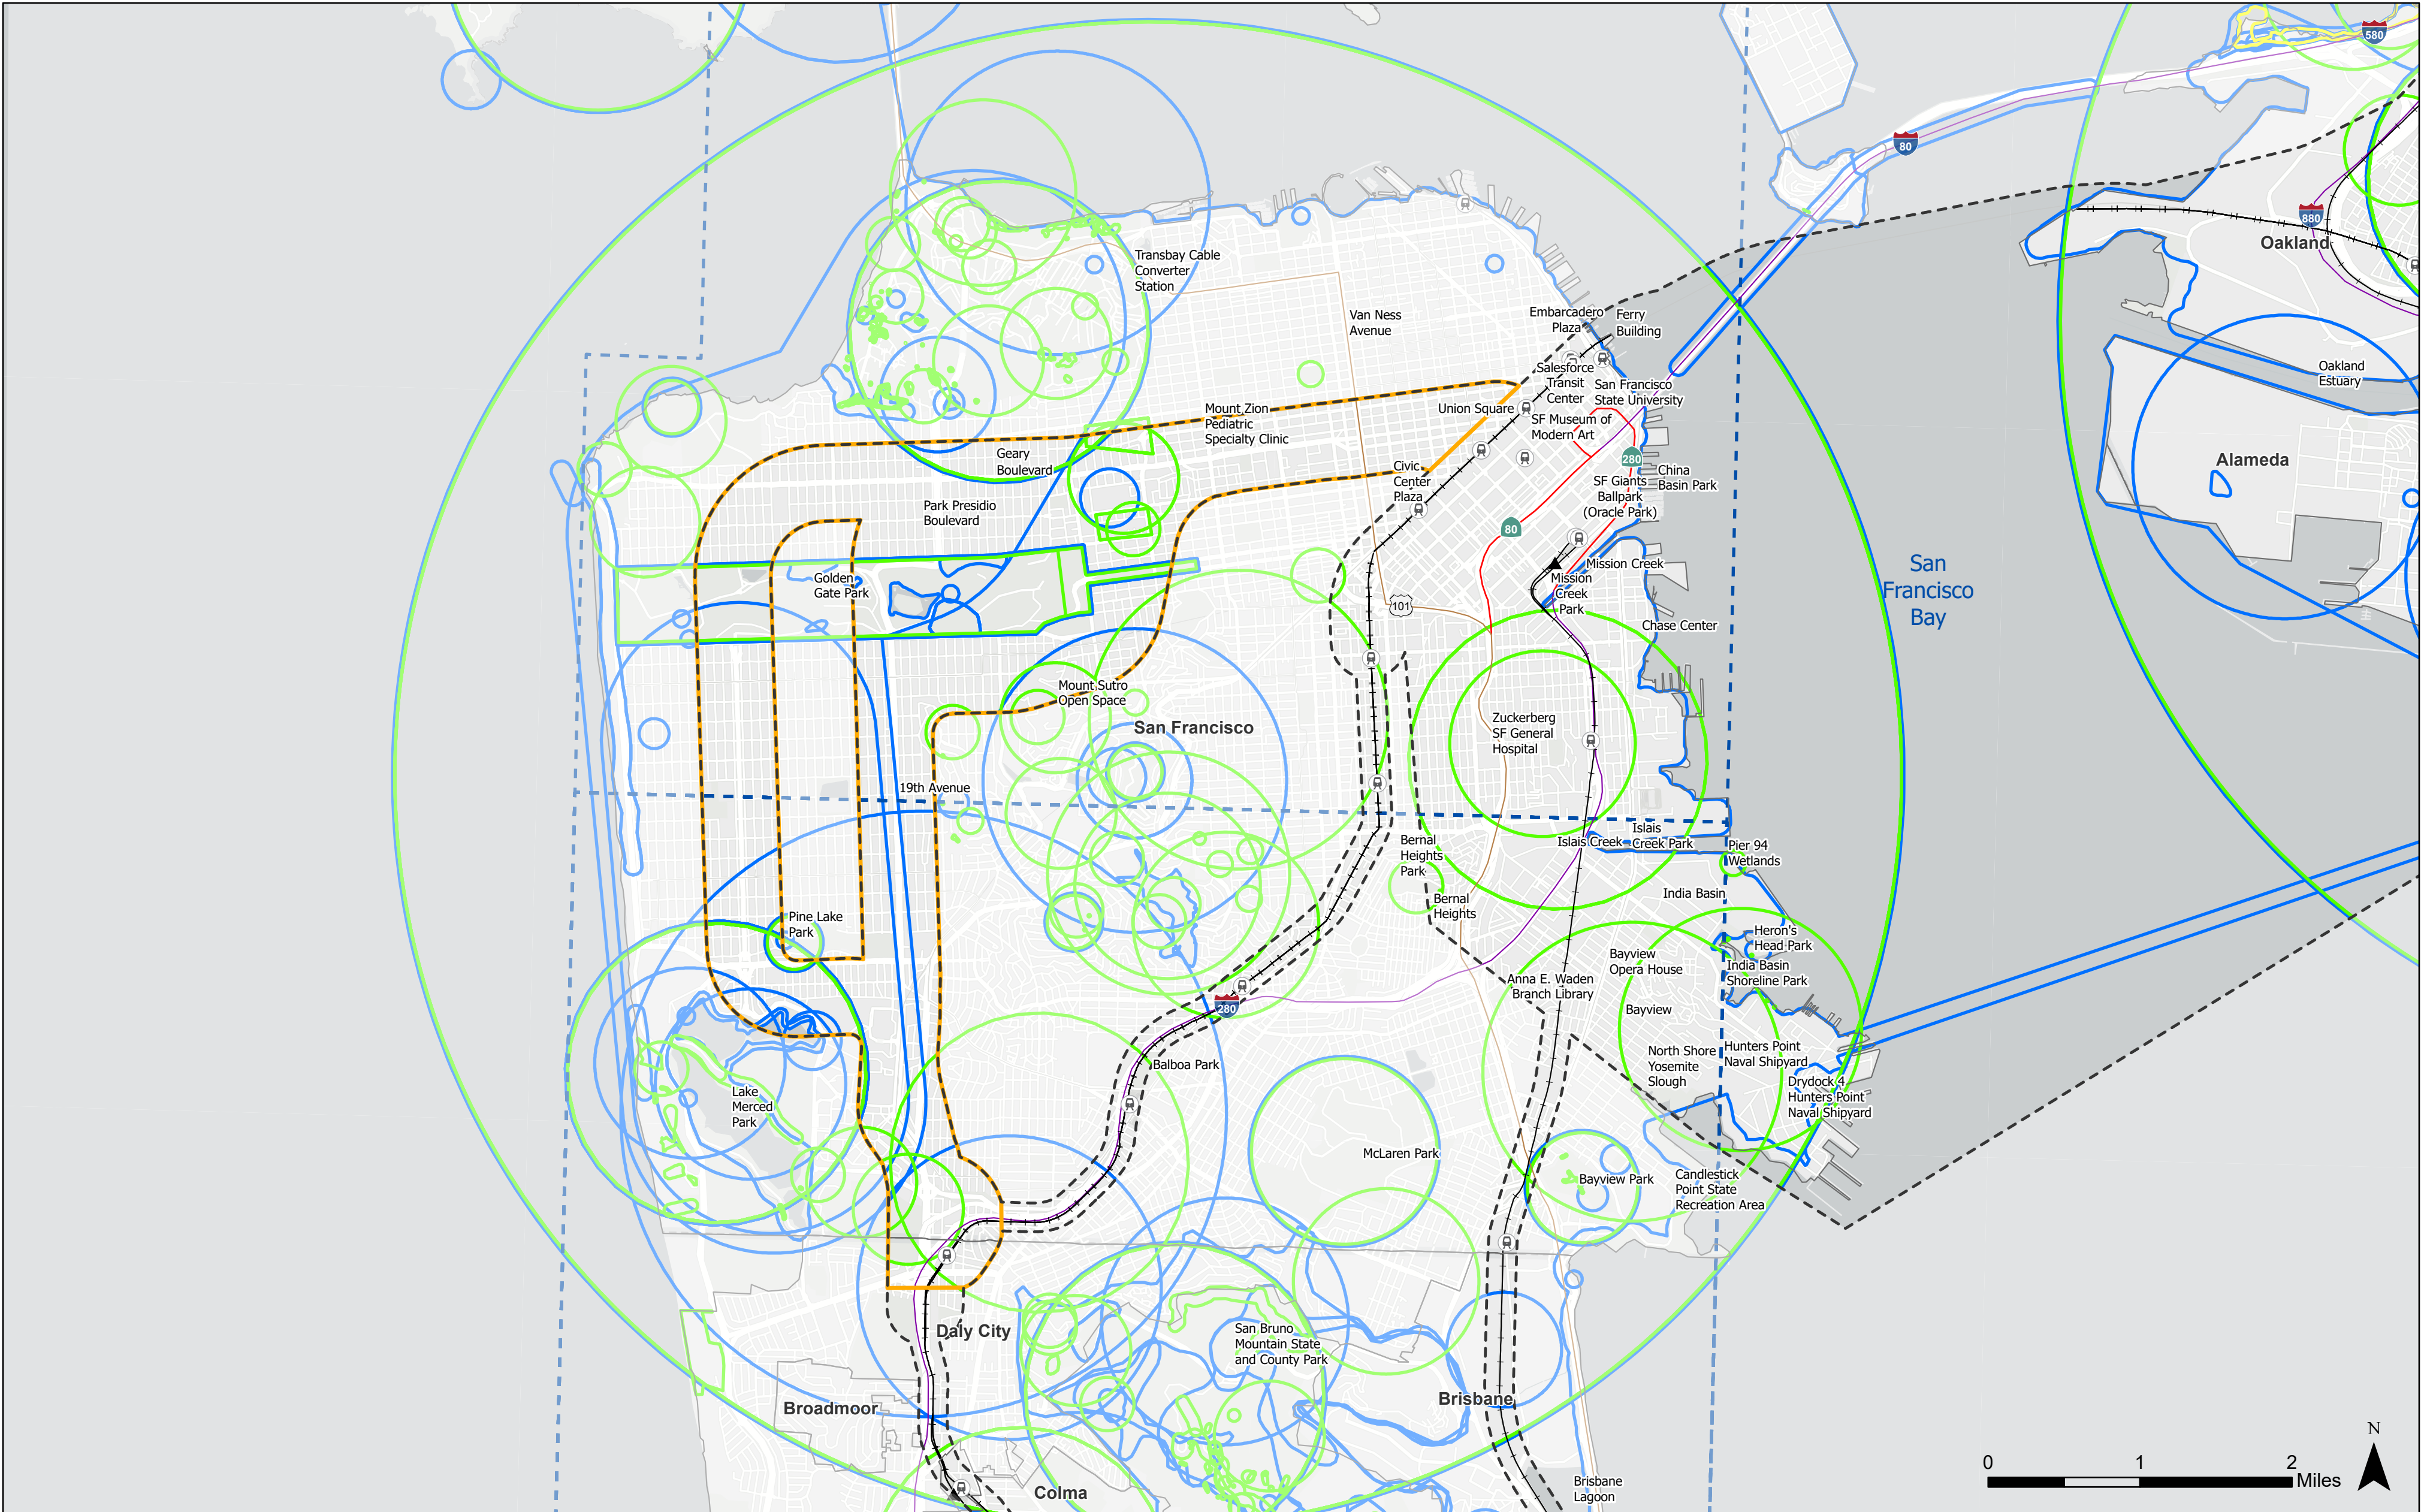 580
80
880
Oakland
Transbay Cable
Converter
Station
Van Ness
Avenue
Embarcadero
Plaza
Ferry
Building
Salesforce
Transit
Center
San Francisco
State University
Oakland
Estuary
Mount Zion
Pediatric
Specialty Clinic
Union Square
SF Museum of
Modern Art
Geary
Boulevard
Civic
Center
Plaza
280
China
Basin Park
Alameda
SF Giants
Ballpark
(Oracle Park)
Park Presidio
Boulevard
80
Golden
Gate Park
Mission Creek
Mission
Creek
Park
San
Francisco
Bay
101
Chase Center
Mount Sutro
Open Space
San Francisco
Zuckerberg
SF General
Hospital
19th Avenue
Bernal
Heights
Park
Islais Creek
Islais
Creek Park
Pier 94
Wetlands
India Basin
Bernal
Heights
Pine Lake
Park
Heron's
Head Park
Bayview
Opera House
India Basin
Shoreline Park
Anna E. Waden
Branch Library
280
Bayview
Balboa Park
North Shore
Yosemite
Slough
Hunters Point
Naval Shipyard
Drydock 4
Hunters Point
Naval Shipyard
Lake
Merced
Park
McLaren Park
Bayview Park
Candlestick
Point State
Recreation Area
Daly City
San Bruno
Mountain State
and County Park
Broadmoor
Brisbane
Colma
Brisbane
Lagoon
0 1 2
Miles
N